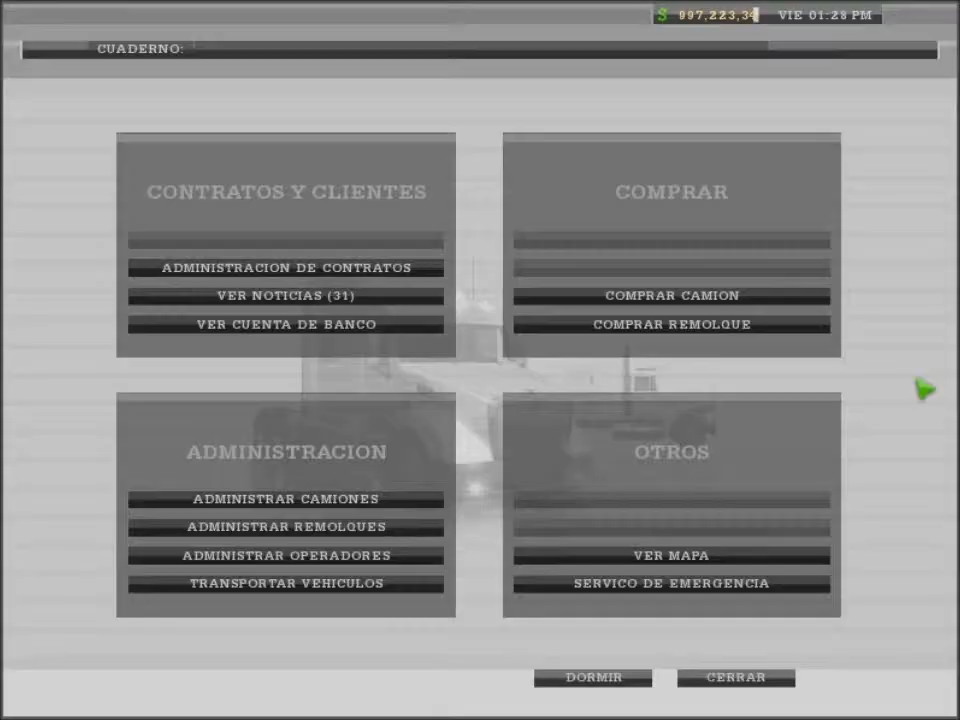 $ 997,223,34 VIE 01:28 PM
CUADERNO:
CONTRATOS Y CLIENTES
ADMINISTRACION DE CONTRATOS
VER NOTICIAS (31)
VER CUENTA DE BANCO
COMPRAR
COMPRAR CAMION
COMPRAR REMOLQUE
ADMINISTRACION
ADMINISTRAR CAMIONES
ADMINISTRAR REMOLQUES
ADMINISTRAR OPERADORES
TRANSPORTAR VEHICULOS
OTROS
VER MAPA
SERVICO DE EMERGENCIA
DORMIR
CERRAR